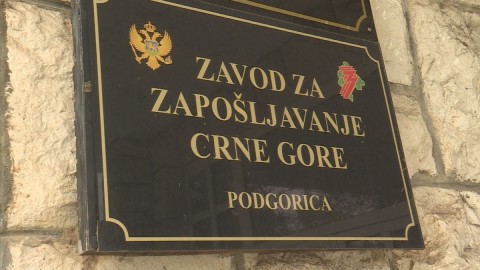 ZAVOD ZA
ZAPOŠLJAVANJE
CRNE GORE
PODGORICA